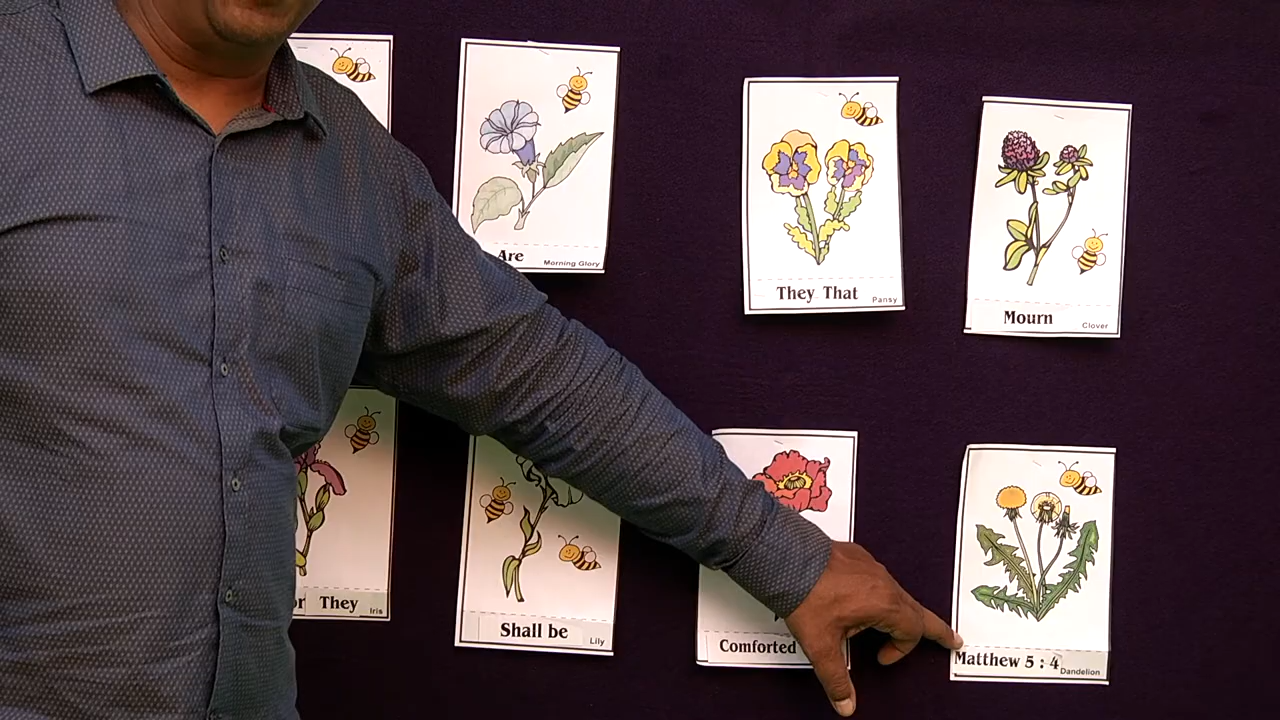 Are
Morning Glory
They That
Pansy
Mourn
Clover
They
Iris
Shall be
Lily
Comforted
Matthew 5 : 4
Dandelion